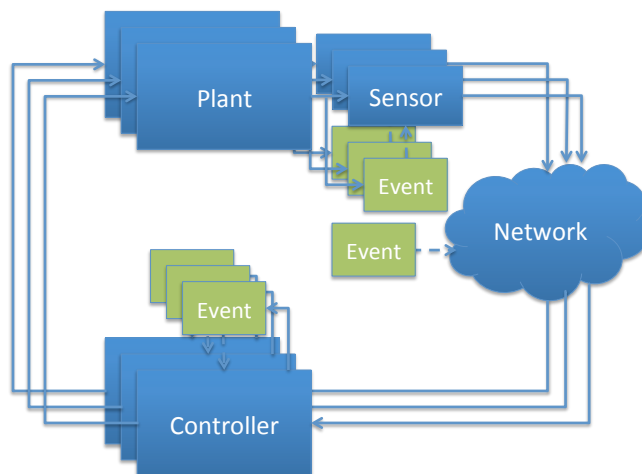 Plant
Sensor
Event
Network
Event
Event
Controller